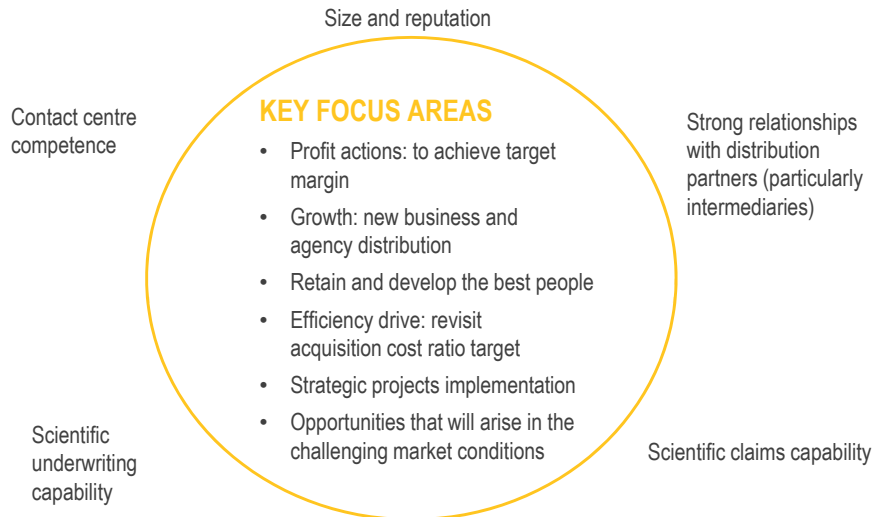 Size and reputation
Contact centre
competence
KEY FOCUS AREAS
• Profit actions: to achieve target
margin
• Growth: new business and
agency distribution
• Retain and develop the best people
• Efficiency drive: revisit
acquisition cost ratio target
• Strategic projects implementation
• Opportunities that will arise in the
challenging market conditions
Strong relationships
with distribution
partners (particularly
intermediaries)
Scientific
underwriting
capability
Scientific claims capability